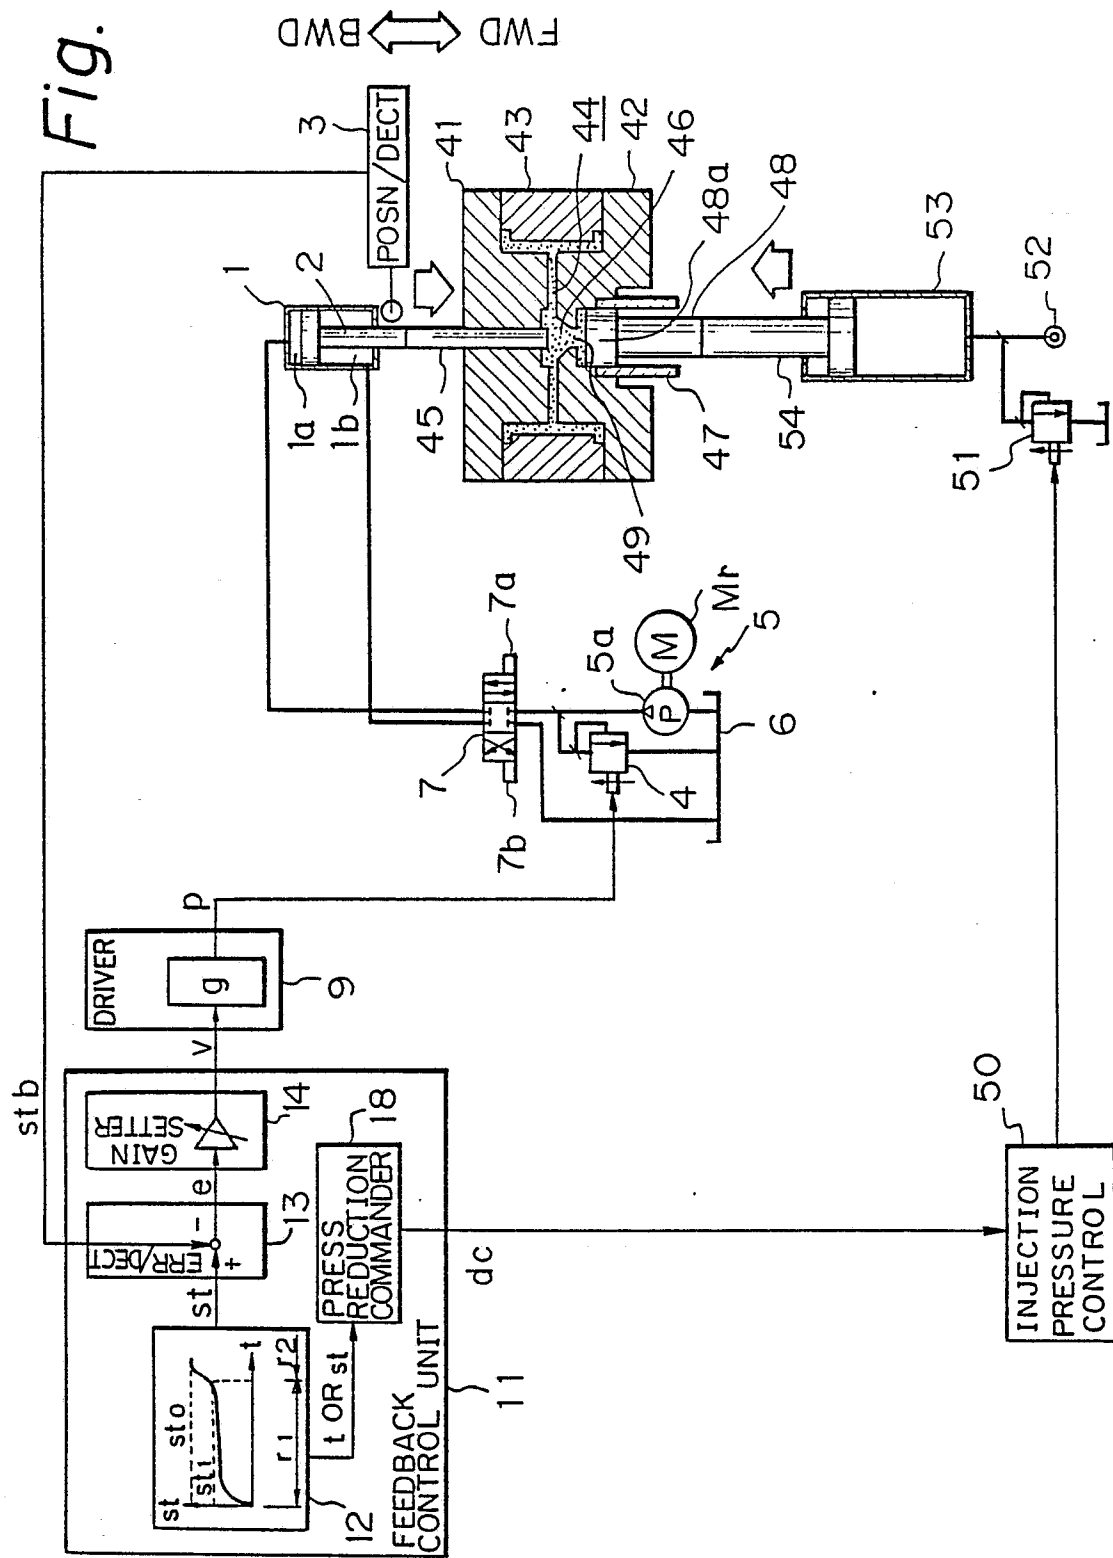 Fig.
BWD
FWD
3
POSN/DECT
1
2
1a
1b
45
41
43
44
42
46
48a
48
47
49
54
53
52
51
stb
7
7a
7b
5a
P
M
Mr
5
4
6
p
DRIVER
g
9
v
GAIN
SETTER
14
e
ERR/DECT
-
+
13
st
st
sto
sti
t
r1
r2
12
t OR st
PRESS
REDUCTION
COMMANDER
18
FEEDBACK
CONTROL UNIT
11
dc
50
INJECTION
PRESSURE
CONTROL